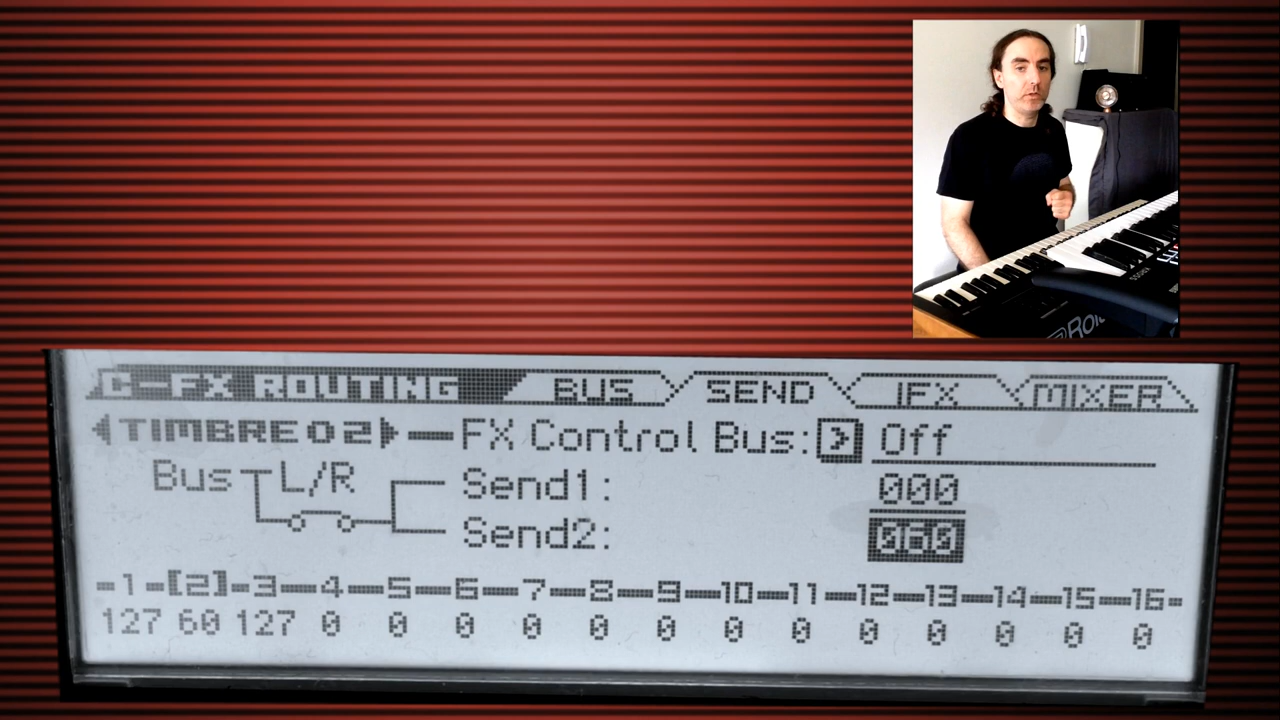 C-FX ROUTING BUS SEND IFX MIXER
TIMBRE02 FX Control Bus: Off
Bus L/R Send1: 000
Send2: 060
1 [2] 3 4 5 6 7 8 9 10 11 12 13 14 15 16
127 60 127 0 0 0 0 0 0 0 0 0 0 0 0 0